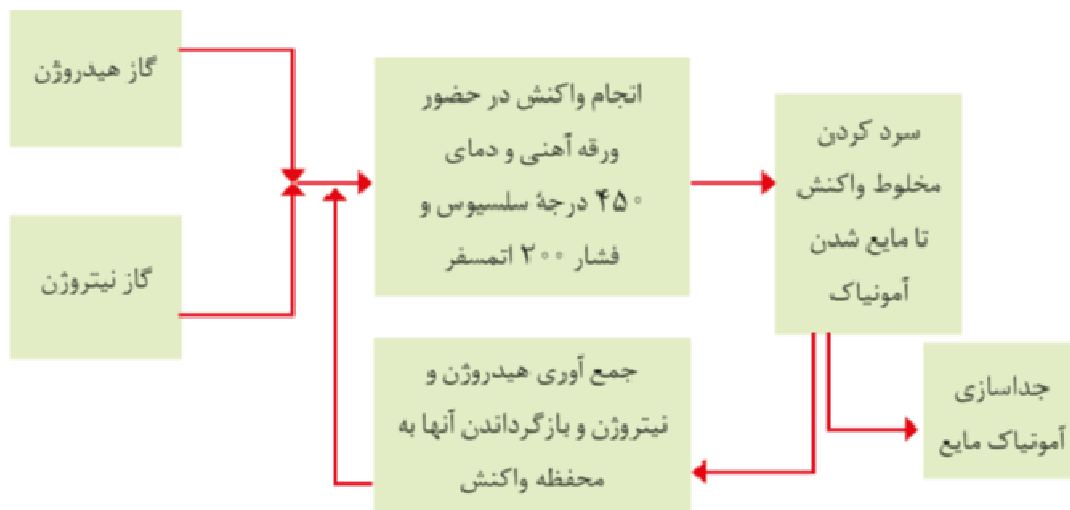 گاز هیدروژن
گاز نیتروژن
انجام واکنش در حضور
ورقه آهنی و دمای
۴۵۰ درجهٔ سلسیوس و
فشار ۲۰۰ اتمسفر
سرد کردن
مخلوط واکنش
تا مایع شدن
آمونیاک
جمع آوری هیدروژن و
نیتروژن و بازگرداندن آنها به
محفظه واکنش
جداسازی
آمونیاک مایع